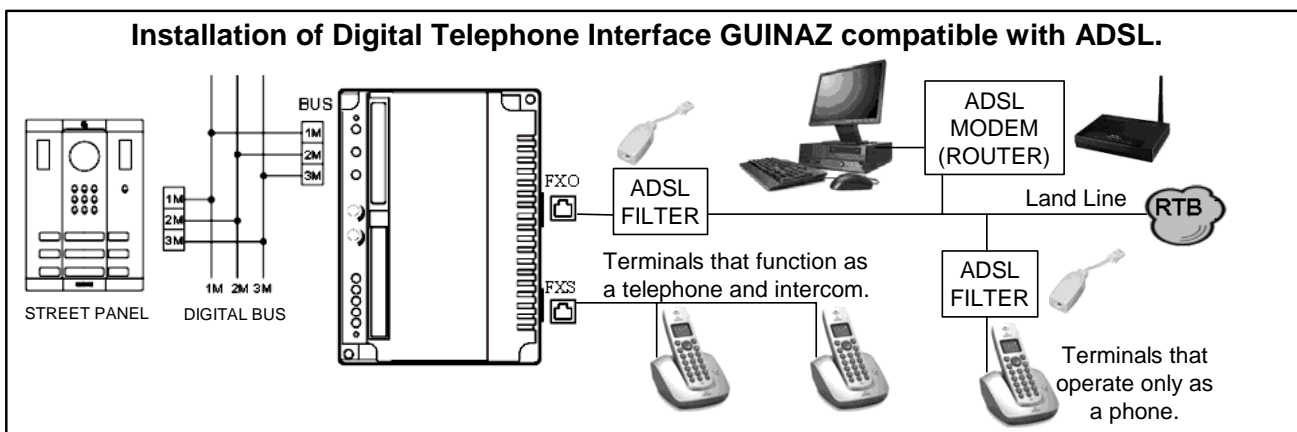 Installation of Digital Telephone Interface GUINAZ compatible with ADSL.
BUS
1M
2M
3M
1M
2M
3M
1M 2M 3M
STREET PANEL
DIGITAL BUS
FXO
FXS
ADSL
FILTER
ADSL
MODEM
(ROUTER)
Land Line
RTB
Terminals that function as
a telephone and intercom.
ADSL
FILTER
Terminals that
operate only as
a phone.